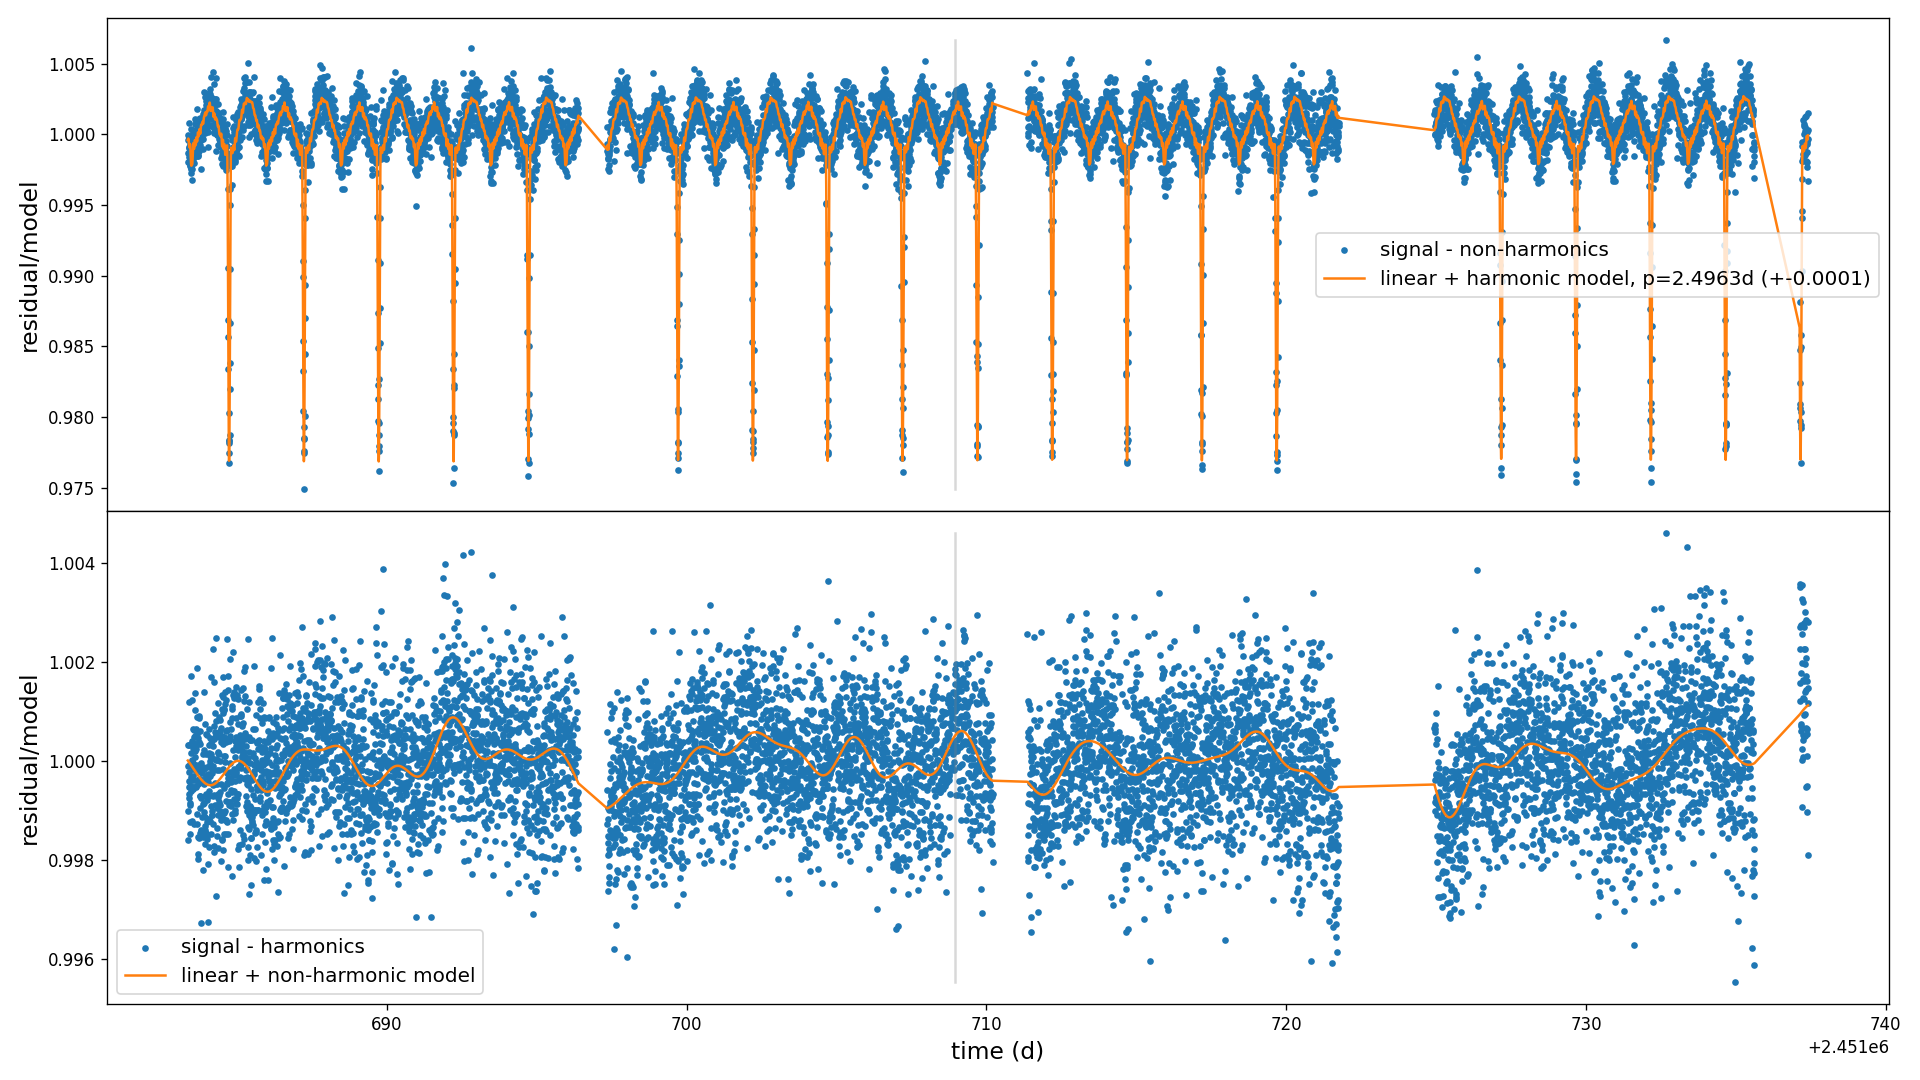 residual/model
1.005
1.000
0.995
0.990
0.985
0.980
0.975
signal - non-harmonics
linear + harmonic model, p=2.4963d (+-0.0001)
residual/model
1.004
1.002
1.000
0.998
0.996
signal - harmonics
linear + non-harmonic model
690 700 710 720 730 740
time (d)
+2.451e6